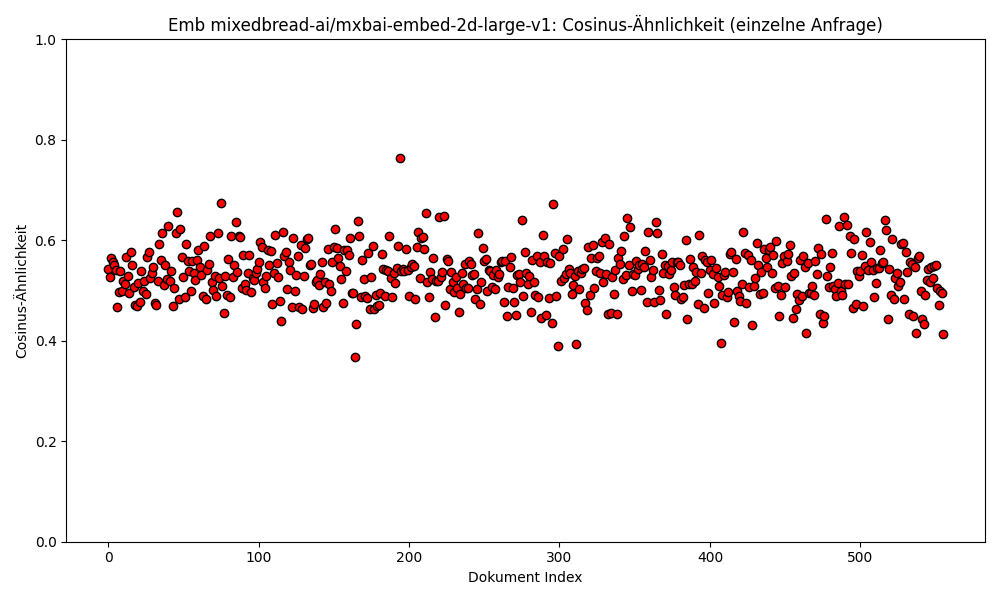 Emb mixedbread-ai/mxbai-embed-2d-large-v1: Cosinus-Ähnlichkeit (einzelne Anfrage)
1.0
0.8
0.6
0.4
0.2
0.0
Cosinus-Ähnlichkeit
0 100 200 300 400 500
Dokument Index